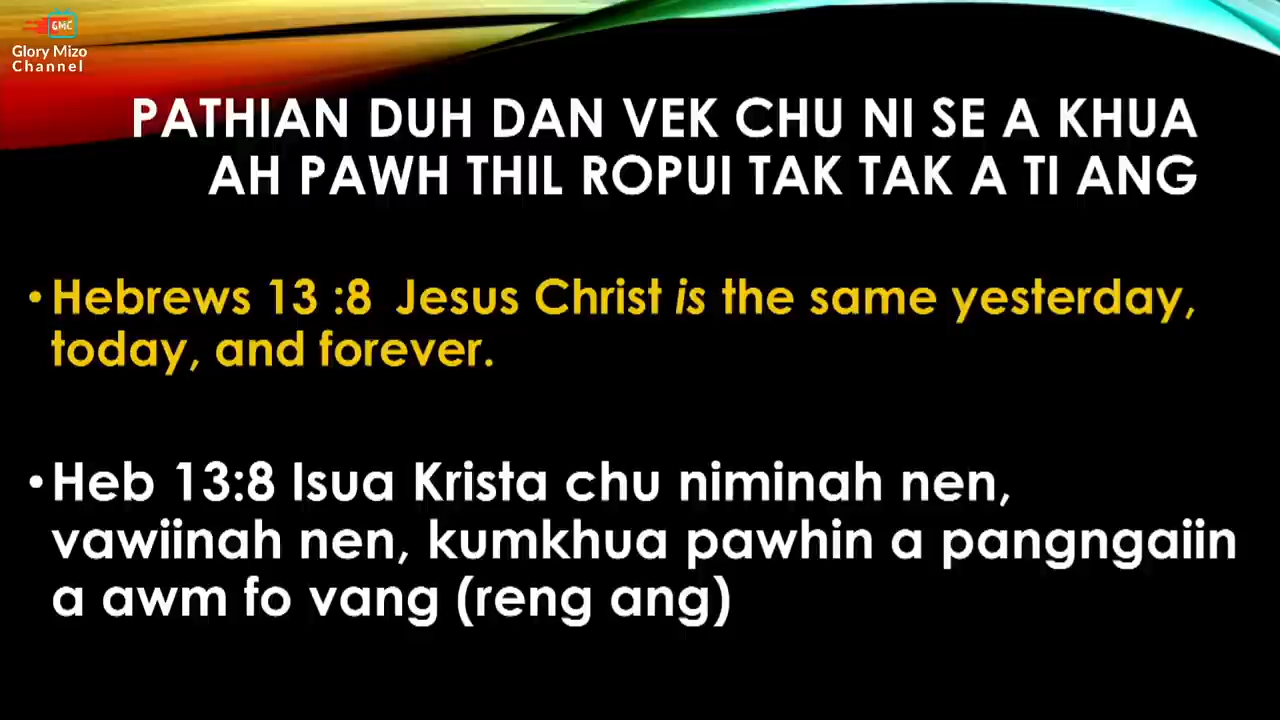 GMC
Glory Mizo
Channel
PATHIAN DUH DAN VEK CHU NI SE A KHUA
AH PAWH THIL ROPUI TAK TAK A TI ANG
• Hebrews 13 :8 Jesus Christ is the same yesterday,
today, and forever.
• Heb 13:8 Isua Krista chu niminah nen,
vawiinah nen, kumkhua pawhin a pangngaiin
a awm fo vang (reng ang)